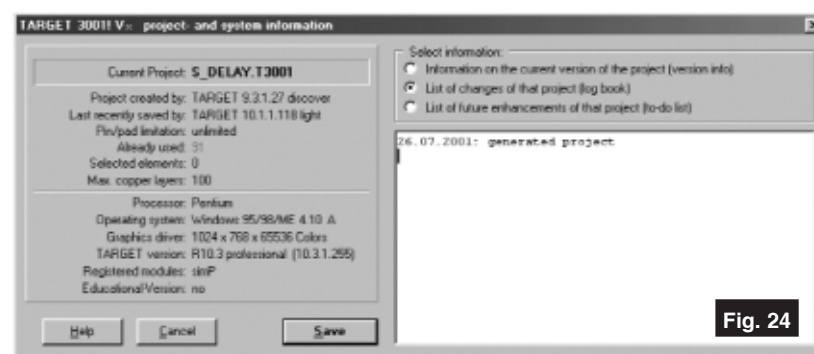 TARGET 3001! V** project- and system information
Current Project: S_DELAY.T3001
Project created by: TARGET 9.3.1.27 discover
Last recently saved by: TARGET 10.1.1.118 light
Pin/pad limitation: unlimited
Already used: 91
Selected elements: 0
Max. copper layers: 100
Processor: Pentium
Operating system: Windows 95/98/ME 4.10 A
Graphics driver: 1024 x 768 x 65536 Colors
TARGET version: R10.3 professional (10.3.1.255)
Registered modules: simP
EducationalVersion: no
Help
Cancel
Save
Select information:
Information on the current version of the project (version info)
List of changes of that project (log book)
List of future enhancements of that project (to-do list)
26.07.2001: generated project
Fig. 24